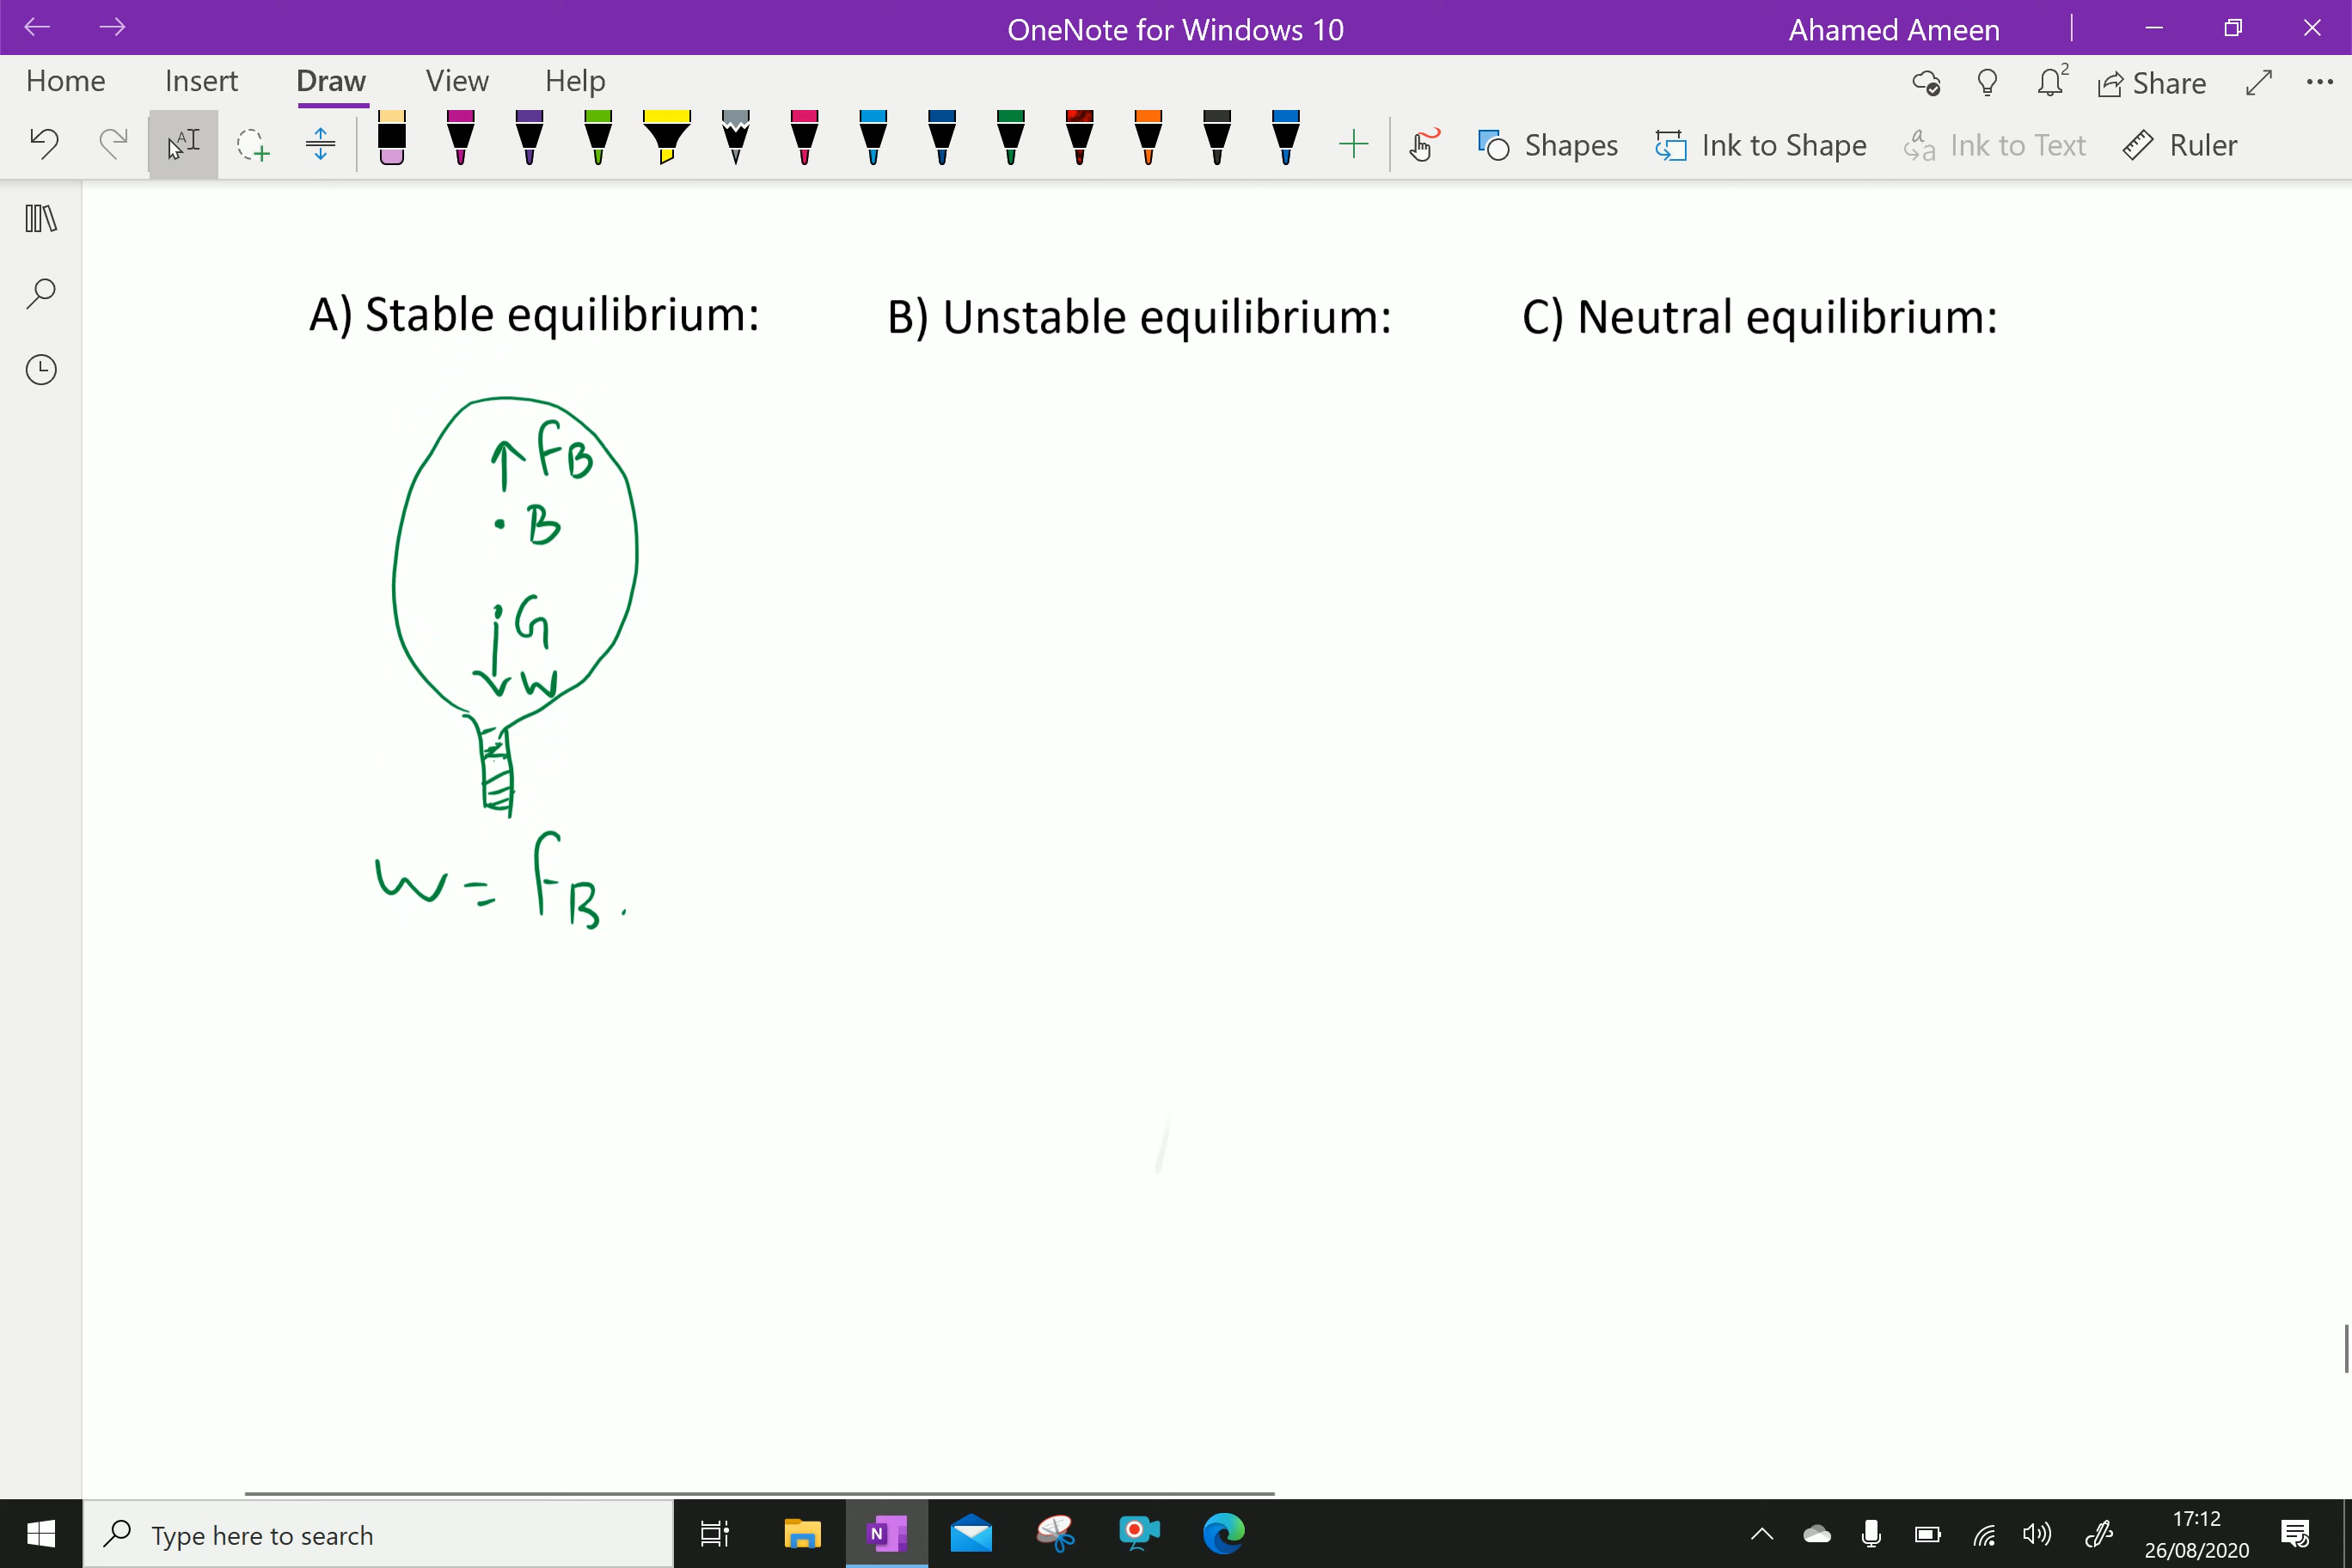 OneNote for Windows 10
Ahamed Ameen
Home Insert Draw View Help
2 Share
Shapes Ink to Shape Ink to Text Ruler
A) Stable equilibrium: B) Unstable equilibrium: C) Neutral equilibrium:
FB
B
G
W
W = FB.
Type here to search
17:12
26/08/2020